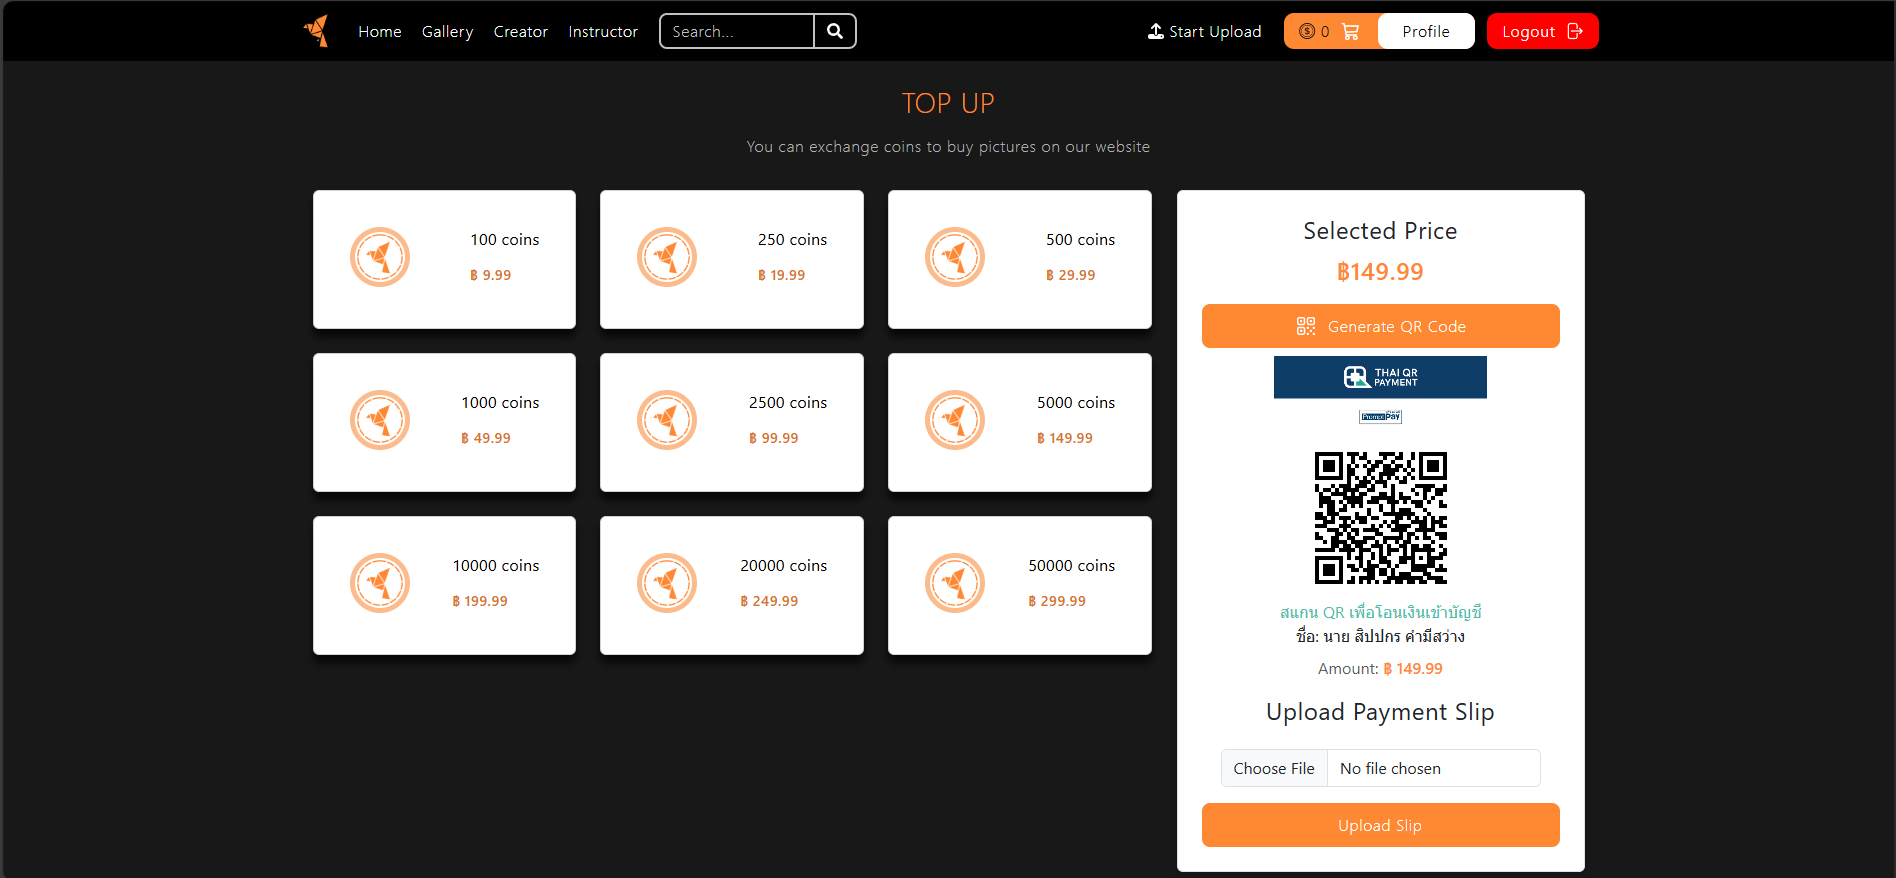 Home Gallery Creator Instructor Search... Start Upload 0 Profile Logout
TOP UP
You can exchange coins to buy pictures on our website
100 coins
฿ 9.99
250 coins
฿ 19.99
500 coins
฿ 29.99
1000 coins
฿ 49.99
2500 coins
฿ 99.99
5000 coins
฿ 149.99
10000 coins
฿ 199.99
20000 coins
฿ 249.99
50000 coins
฿ 299.99
Selected Price
฿149.99
Generate QR Code
THAI QR
PAYMENT
PromptPay
สแกน QR เพื่อโอนเงินเข้าบัญชี
ชื่อ: นาย สิปปกร คำมีสว่าง
Amount: ฿ 149.99
Upload Payment Slip
Choose File No file chosen
Upload Slip